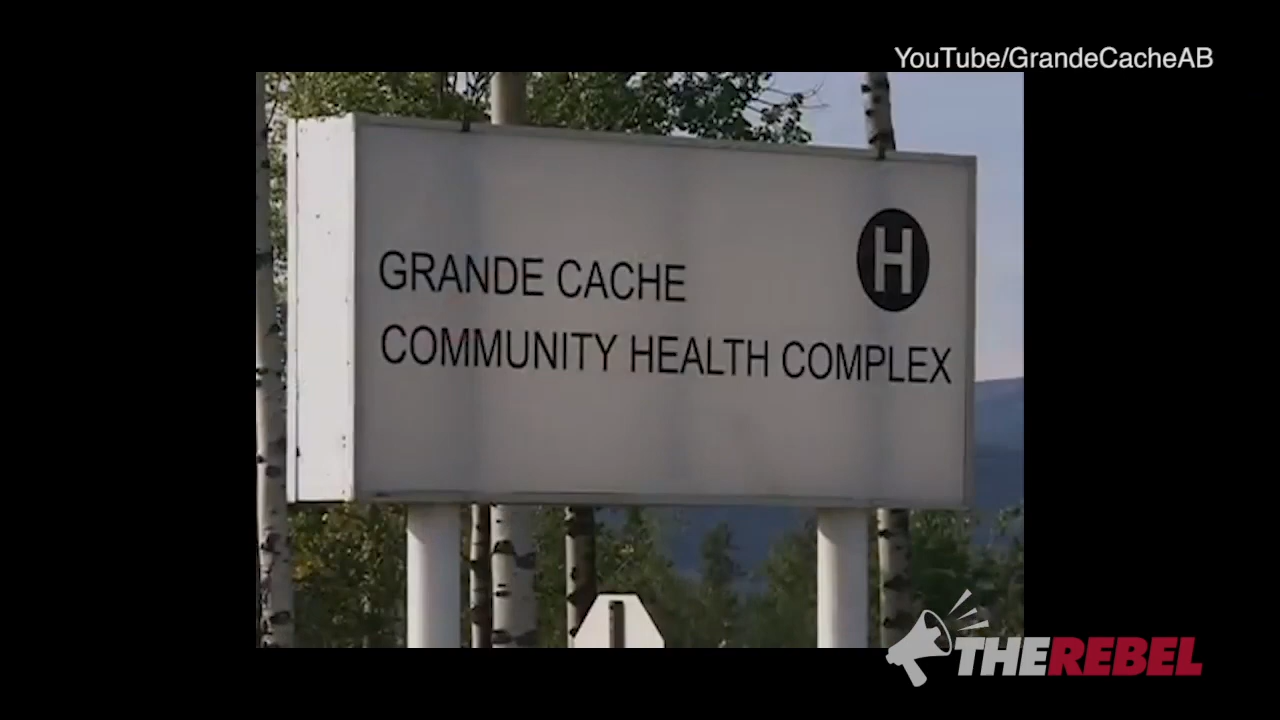 YouTube/GrandeCacheAB
H
GRANDE CACHE
COMMUNITY HEALTH COMPLEX
THEREBEL